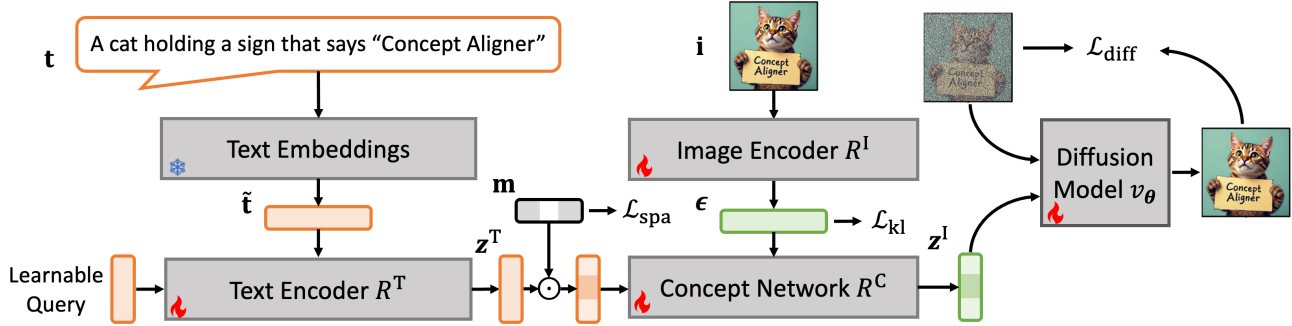 t
A cat holding a sign that says “Concept Aligner”
Text Embeddings
t̃
Learnable
Query
Text Encoder Rᵀ
zᵀ
m
ℒspa
i
Concept
Aligner
Image Encoder Rᴵ
ϵ
ℒkl
Concept Network Rᶜ
zᴵ
Concept
Aligner
ℒdiff
Diffusion
Model vθ
Concept
Aligner